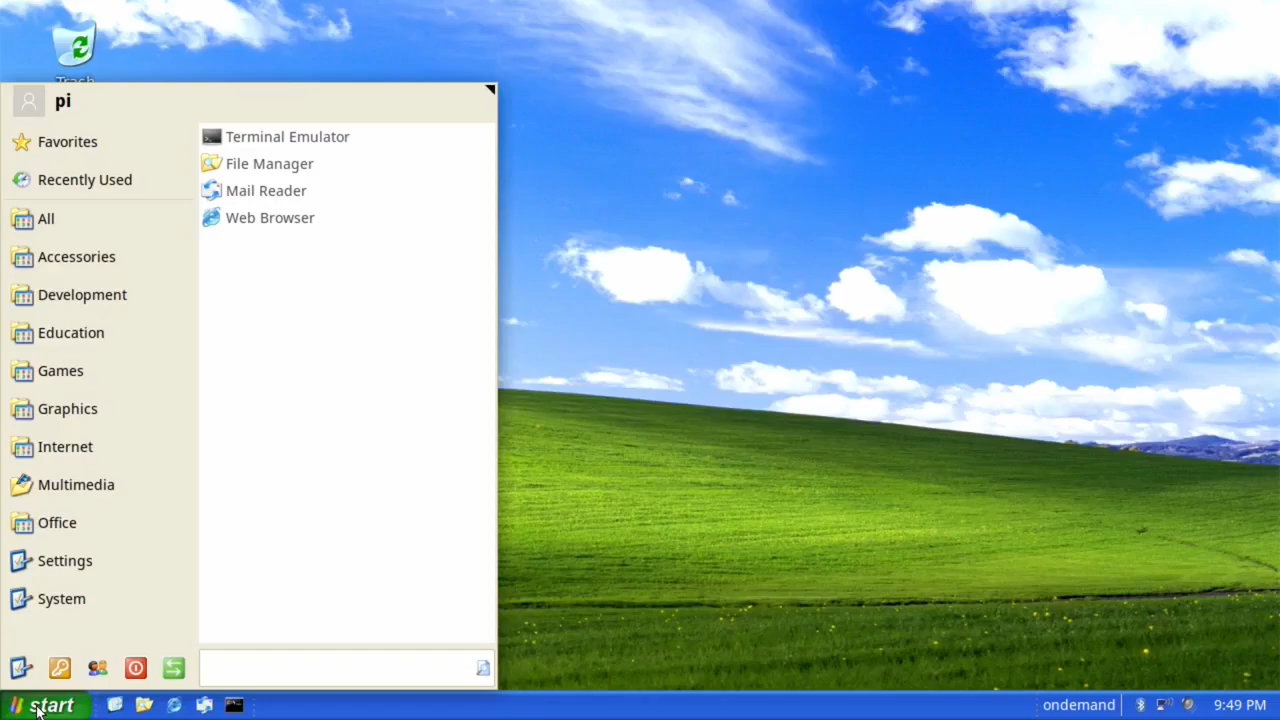 Trash
pi
Favorites
Recently Used
All
Accessories
Development
Education
Games
Graphics
Internet
Multimedia
Office
Settings
System
Terminal Emulator
File Manager
Mail Reader
Web Browser
start
ondemand
9:49 PM